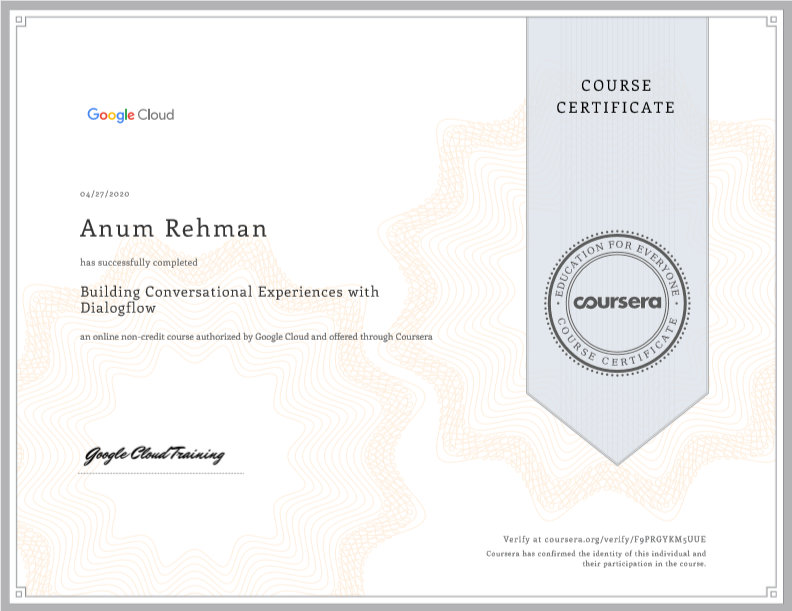 COURSE
CERTIFICATE
Google Cloud
04/27/2020
Anum Rehman
has successfully completed
Building Conversational Experiences with
Dialogflow
an online non-credit course authorized by Google Cloud and offered through Coursera
EDUCATION FOR EVERYONE
coursera
COURSE CERTIFICATE
Google Cloud Training
Verify at coursera.org/verify/F9PRGYKM5UUE
Coursera has confirmed the identity of this individual and
their participation in the course.